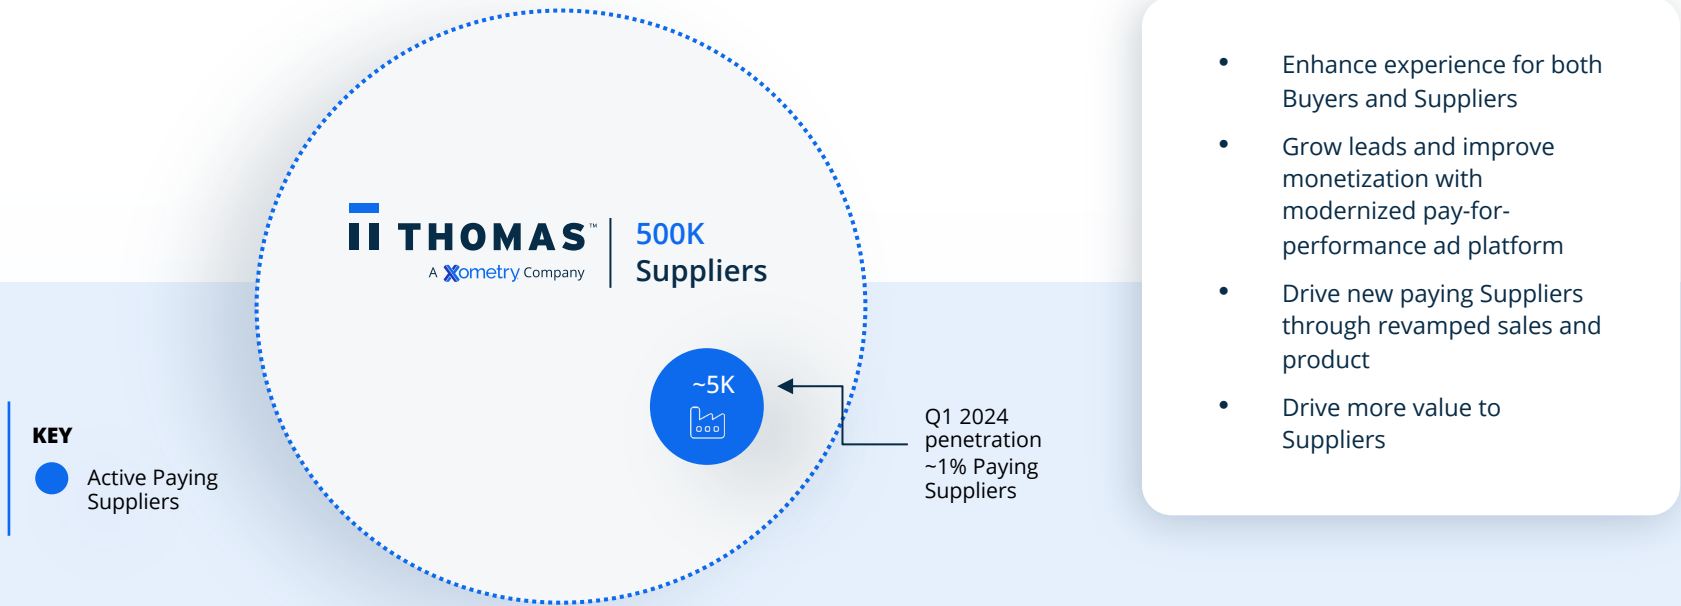 THOMAS™
A Xometry Company
500K
Suppliers
~5K
KEY
Active Paying
Suppliers
Q1 2024
penetration
~1% Paying
Suppliers
• Enhance experience for both
Buyers and Suppliers
• Grow leads and improve
monetization with
modernized pay-for-
performance ad platform
• Drive new paying Suppliers
through revamped sales and
product
• Drive more value to
Suppliers